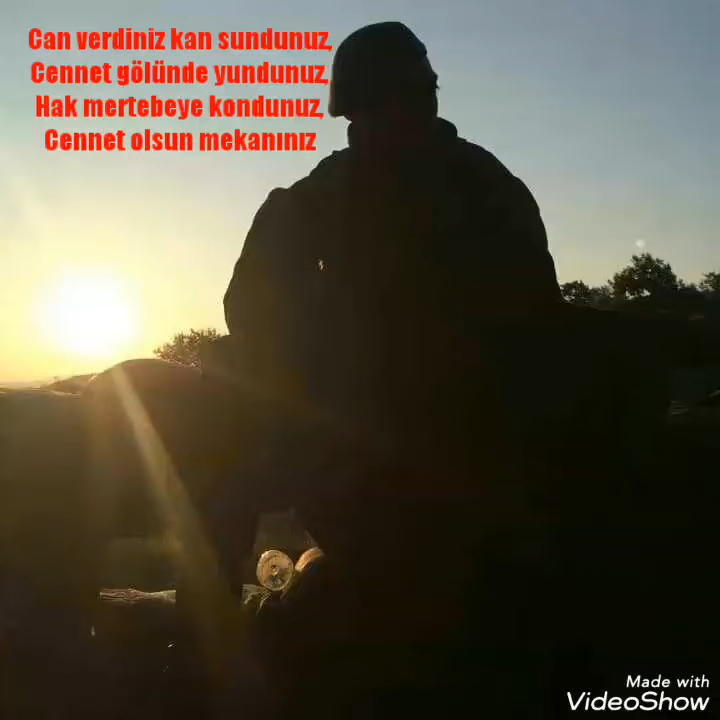 Can verdiniz kan sundunuz,
Cennet gölünde yundunuz,
Hak mertebeye kondunuz,
Cennet olsun mekanınız
Made with
VideoShow